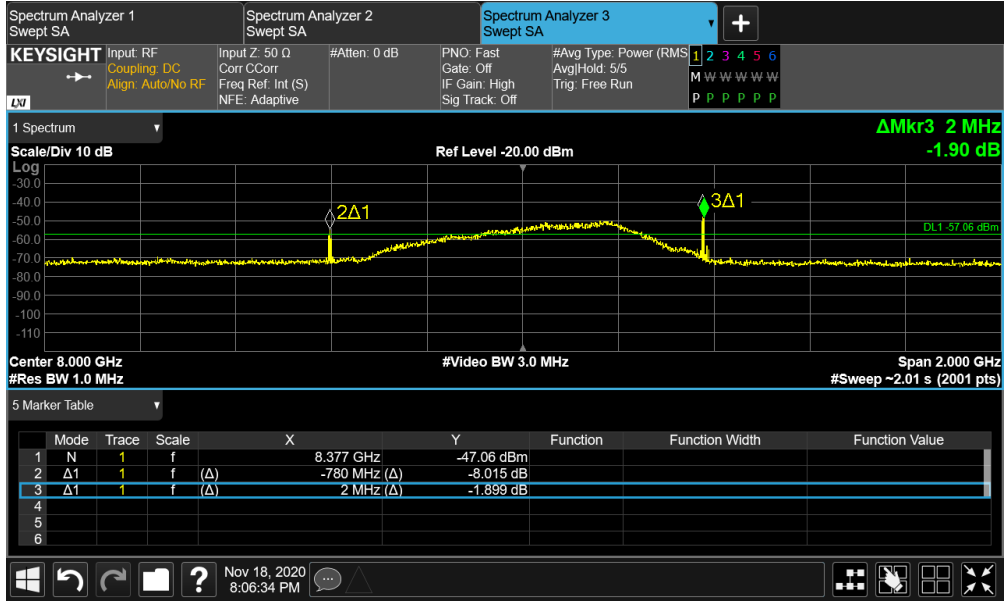 Spectrum Analyzer 1
Swept SA
Spectrum Analyzer 2
Swept SA
Spectrum Analyzer 3
Swept SA
▼
+
KEYSIGHT
LXI
Input: RF
Coupling: DC
Align: Auto/No RF
Input Z: 50 Ω
Corr CCorr
Freq Ref: Int (S)
NFE: Adaptive
#Atten: 0 dB
PNO: Fast
Gate: Off
IF Gain: High
Sig Track: Off
#Avg Type: Power (RMS
Avg|Hold: 5/5
Trig: Free Run
1 2 3 4 5 6
M W W W W W
P P P P P P
1 Spectrum ▼
ΔMkr3 2 MHz
-1.90 dB
Scale/Div 10 dB
Ref Level -20.00 dBm
Log
-30.0
-40.0
-50.0
-60.0
-70.0
-80.0
-90.0
-100
-110
2Δ1
3Δ1
DL1 -57.06 dBm
Center 8.000 GHz
#Video BW 3.0 MHz
Span 2.000 GHz
#Res BW 1.0 MHz
#Sweep ~2.01 s (2001 pts)
5 Marker Table ▼
Mode Trace Scale X Y Function Function Width Function Value
1 N 1 f 8.377 GHz -47.06 dBm
2 Δ1 1 f (Δ) -780 MHz (Δ) -8.015 dB
3 Δ1 1 f (Δ) 2 MHz (Δ) -1.899 dB
4
5
6
?
Nov 18, 2020
8:06:34 PM